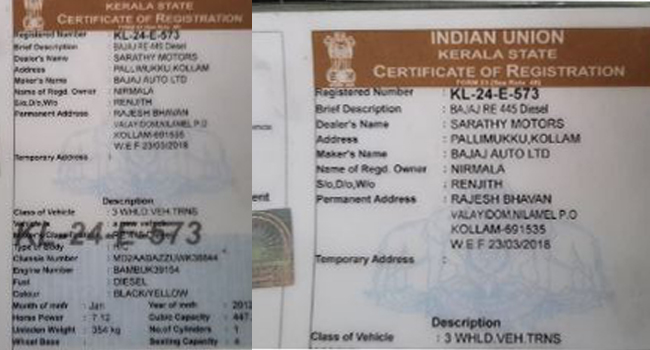 KERALA STATE
CERTIFICATE OF REGISTRATION
Registered Number : KL-24-E-573
Brief Description : BAJAJ RE 445 Diesel
Dealer's Name : SARATHY MOTORS
Address : PALLIMUKKU,KOLLAM
Maker's Name : BAJAJ AUTO LTD
Name of Regd. Owner : NIRMALA
S/o,D/o,W/o : RENJITH
Permanent Address : RAJESH BHAVAN
VALAYIDOM,NILAMEL P.O
KOLLAM-691535
W.E.F 23/03/2018
Temporary Address :
Description
Class of Vehicle : 3 WHLD.VEH.TRNS
KL-24-E-573
Type of Body
Chassis Number
Engine Number : BAMBUK39154
Fuel : DIESEL
Colour : BLACK/YELLOW
Month of mnfr : Jan Year of mnfr : 2012
Horse Power : 7.12 Cubic Capacity : 447.
Unladen Weight : 354 kg No.of Cylinders : 1
Wheel Base : Seating Capacity : 4
INDIAN UNION
KERALA STATE
CERTIFICATE OF REGISTRATION
Registered Number : KL-24-E-573
Brief Description : BAJAJ RE 445 Diesel
Dealer's Name : SARATHY MOTORS
Address : PALLIMUKKU,KOLLAM
Maker's Name : BAJAJ AUTO LTD
Name of Regd. Owner : NIRMALA
S/o,D/o,W/o : RENJITH
Permanent Address : RAJESH BHAVAN
VALAYIDOM,NILAMEL P.O
KOLLAM-691535
W.E.F 23/03/2018
Temporary Address :
Description
Class of Vehicle : 3 WHLD.VEH.TRNS